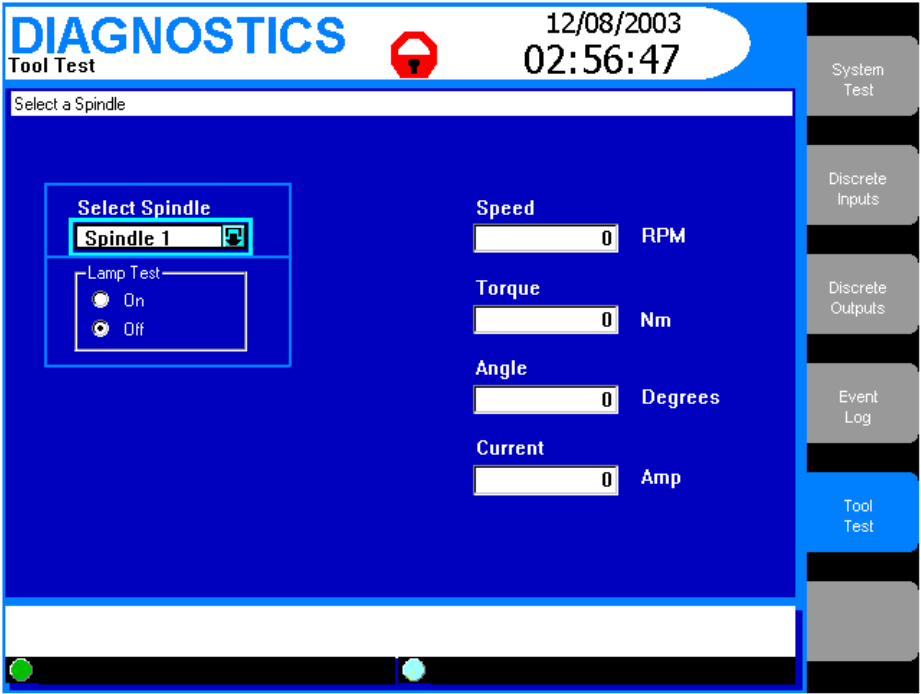 DIAGNOSTICS
Tool Test
12/08/2003
02:56:47
Select a Spindle
Select Spindle
Spindle 1
Lamp Test
On
Off
Speed
0 RPM
Torque
0 Nm
Angle
0 Degrees
Current
0 Amp
System
Test
Discrete
Inputs
Discrete
Outputs
Event
Log
Tool
Test